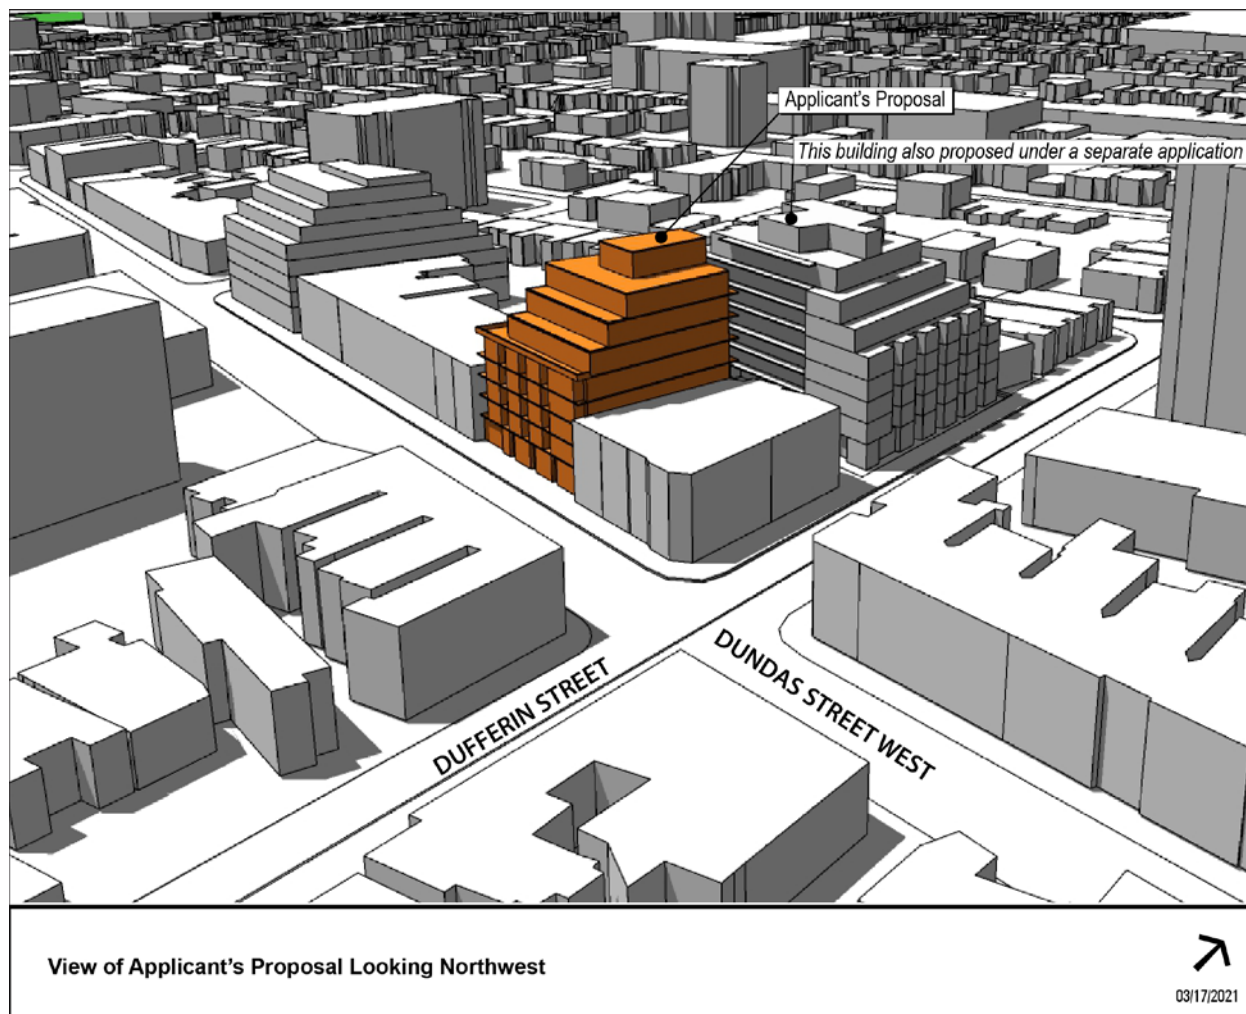 Applicant's Proposal
This building also proposed under a separate application
DUFFERIN STREET
DUNDAS STREET WEST
View of Applicant's Proposal Looking Northwest
03/17/2021